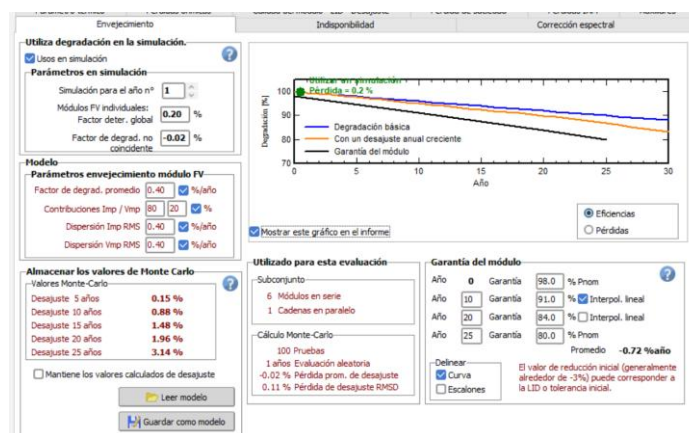 Envejecimiento
Indisponibilidad
Corrección espectral
Utiliza degradación en la simulación.
Usos en simulación
Parámetros en simulación
Simulación para el año n° 1
Módulos FV individuales:
Factor deter. global 0.20 %
Factor de degrad. no -0.02 %
coincidente
Modelo
Parámetros envejecimiento módulo FV
Factor de degrad. promedio 0.40 %/año
Contribuciones Imp / Vmp 80 20 %
Dispersión Imp RMS 0.40 %/año
Dispersión Vmp RMS 0.40 %/año
Almacenar los valores de Monte Carlo
Valores Monte-Carlo
Desajuste 5 años 0.15 %
Desajuste 10 años 0.88 %
Desajuste 15 años 1.48 %
Desajuste 20 años 1.96 %
Desajuste 25 años 3.14 %
Mantiene los valores calculados de desajuste
Leer modelo
Guardar como modelo
Utilizar en simulación
Pérdida = 0.2 %
Degradación [%]
100
90
80
70
Degradación básica
Con un desajuste anual creciente
Garantía del módulo
0 5 10 15 20 25 30
Año
Mostrar este gráfico en el informe
Eficiencias
Pérdidas
Utilizado para esta evaluación
Subconjunto
6 Módulos en serie
1 Cadenas en paralelo
Cálculo Monte-Carlo
100 Pruebas
1 años Evaluación aleatoria
-0.02 % Pérdida prom. de desajuste
0.11 % Pérdida de desajuste RMSD
Garantía del módulo
Año 0 Garantía 98.0 % Pnom
Año 10 Garantía 91.0 % Interpol. lineal
Año 20 Garantía 84.0 % Interpol. lineal
Año 25 Garantía 80.0 % Pnom
Promedio -0.72 %año
Delinear
Curva
Escalones
El valor de reducción inicial (generalmente
alrededor de -3%) puede corresponder a
la LID o tolerancia inicial.